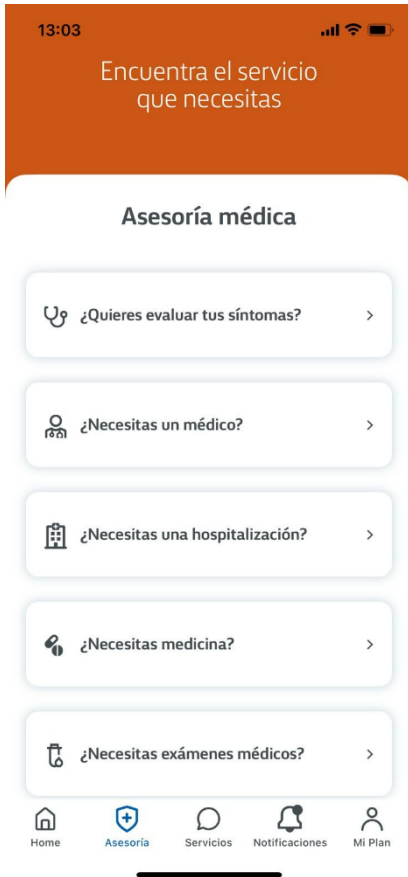 13:03
Encuentra el servicio
que necesitas
Asesoría médica
¿Quieres evaluar tus síntomas?
¿Necesitas un médico?
¿Necesitas una hospitalización?
¿Necesitas medicina?
¿Necesitas exámenes médicos?
Home Asesoría Servicios Notificaciones Mi Plan